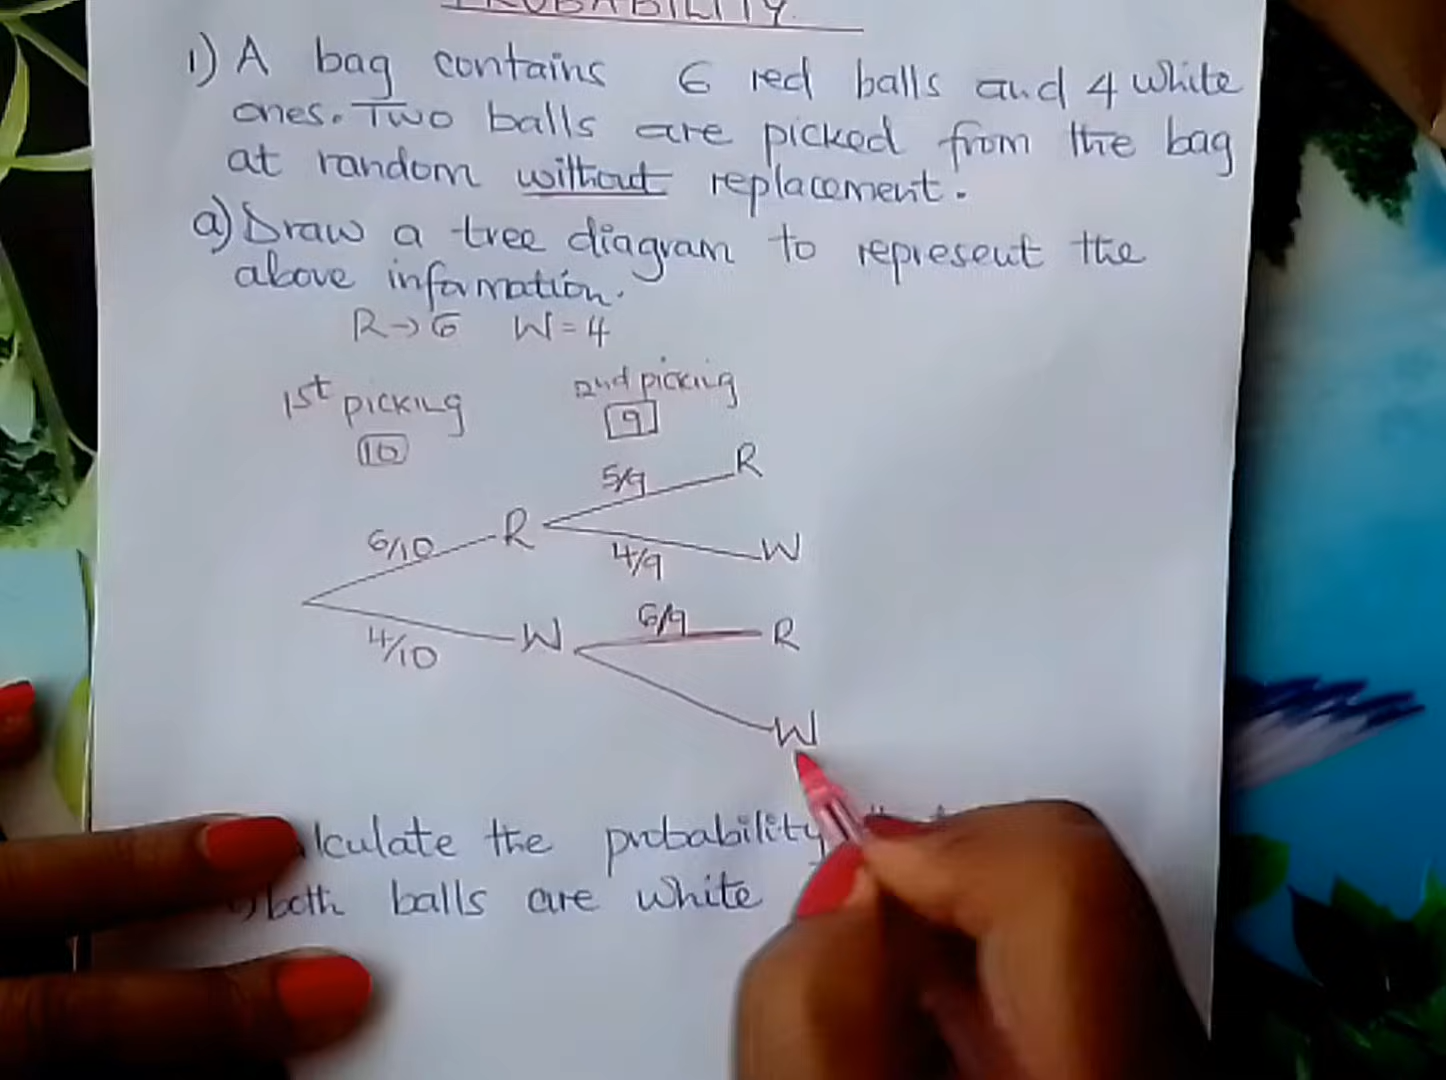 PROBABILITY
1) A bag contains 6 red balls and 4 white
ones. Two balls are picked from the bag
at random without replacement.
a) Draw a tree diagram to represent the
above information.
R→6 W=4
1st picking 2nd picking
10 9
5/9 R
6/10 R
4/9 W
6/9 R
4/10 W
W
lculate the probability
both balls are white